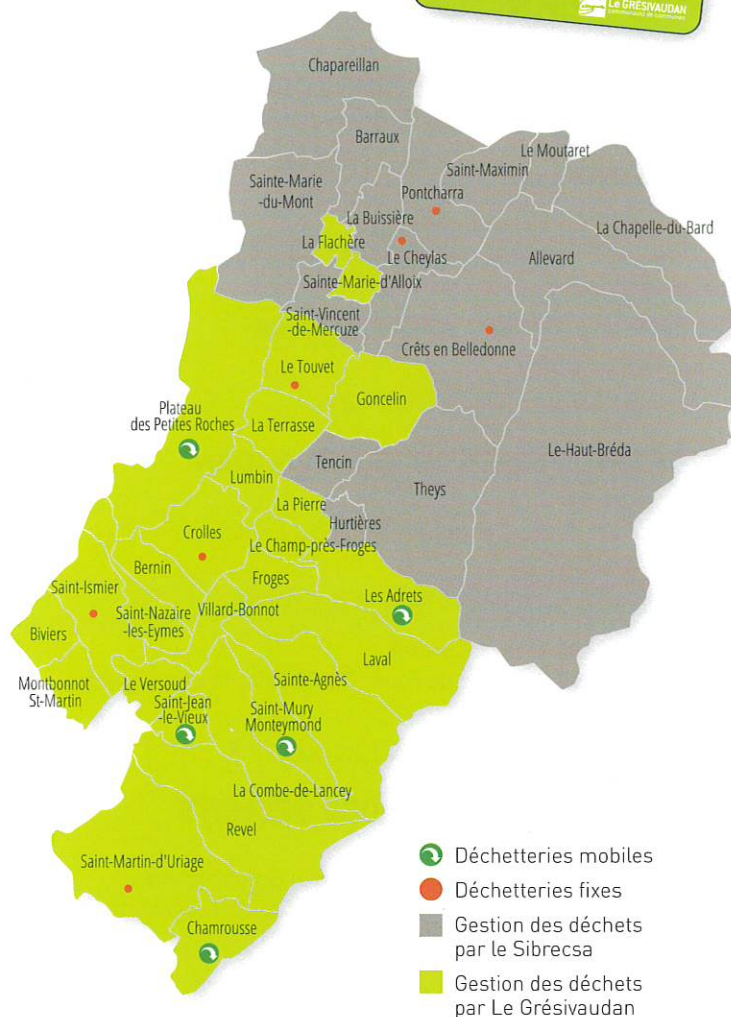 Le GRÉSIVAUDAN
communauté de communes
Chapareillan
Barraux
Le Moutaret
Saint-Maximin
Sainte-Marie
-du-Mont
Pontcharra
La Buissière
La Chapelle-du-Bard
La Flachère
Le Cheylas
Allevard
Sainte-Marie-d'Alloix
Saint-Vincent
-de-Mercuze
Crêts en Belledonne
Le Touvet
Goncelin
Plateau
des Petites Roches
La Terrasse
Le-Haut-Bréda
Tencin
Lumbin
Theys
La Pierre
Hurtières
Crolles
Le Champ-près-Froges
Bernin
Froges
Saint-Ismier
Les Adrets
Saint-Nazaire
-les-Eymes
Villard-Bonnot
Biviers
Laval
Montbonnot
St-Martin
Le Versoud
Sainte-Agnès
Saint-Jean
-le-Vieux
Saint-Mury
Monteymond
La Combe-de-Lancey
Revel
Saint-Martin-d'Uriage
Chamrousse
Déchetteries mobiles
Déchetteries fixes
Gestion des déchets
par le Sibrecsa
Gestion des déchets
par Le Grésivaudan